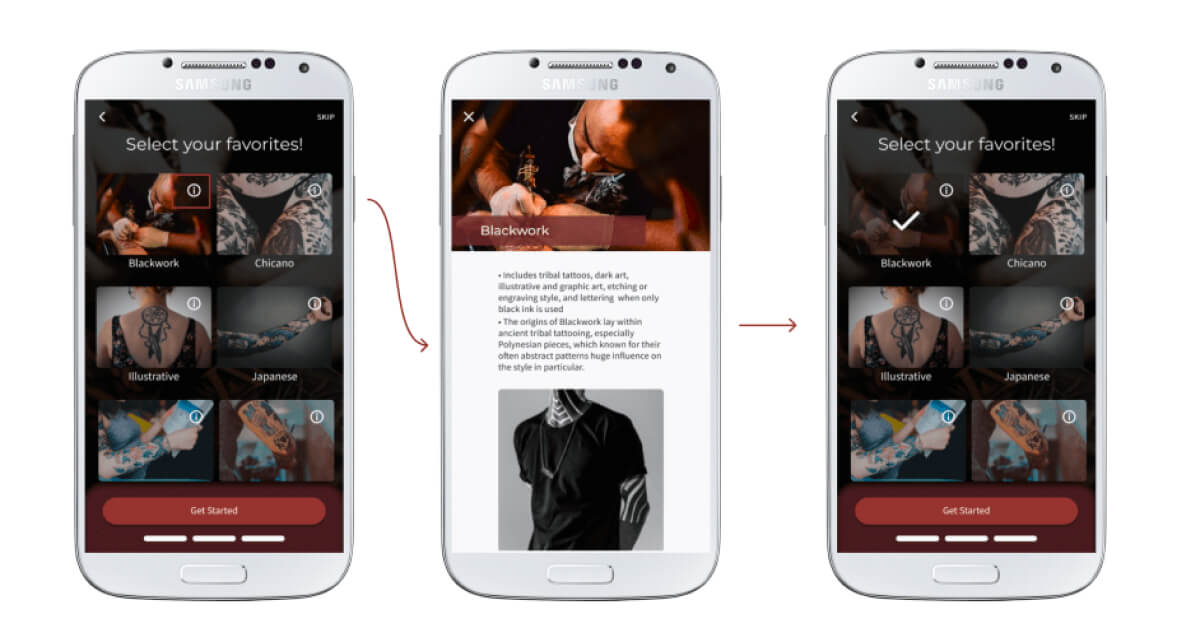 SAMSUNG
SKIP
Select your favorites!
Blackwork
Chicano
Illustrative
Japanese
Get Started
SAMSUNG
Blackwork
• Includes tribal tattoos, dark art,
illustrative and graphic art, etching or
engraving style, and lettering when only
black ink is used
• The origins of Blackwork lay within
ancient tribal tattooing, especially
Polynesian pieces, which known for their
often abstract patterns huge influence on
the style in particular.
SAMSUNG
SKIP
Select your favorites!
Blackwork
Chicano
Illustrative
Japanese
Get Started